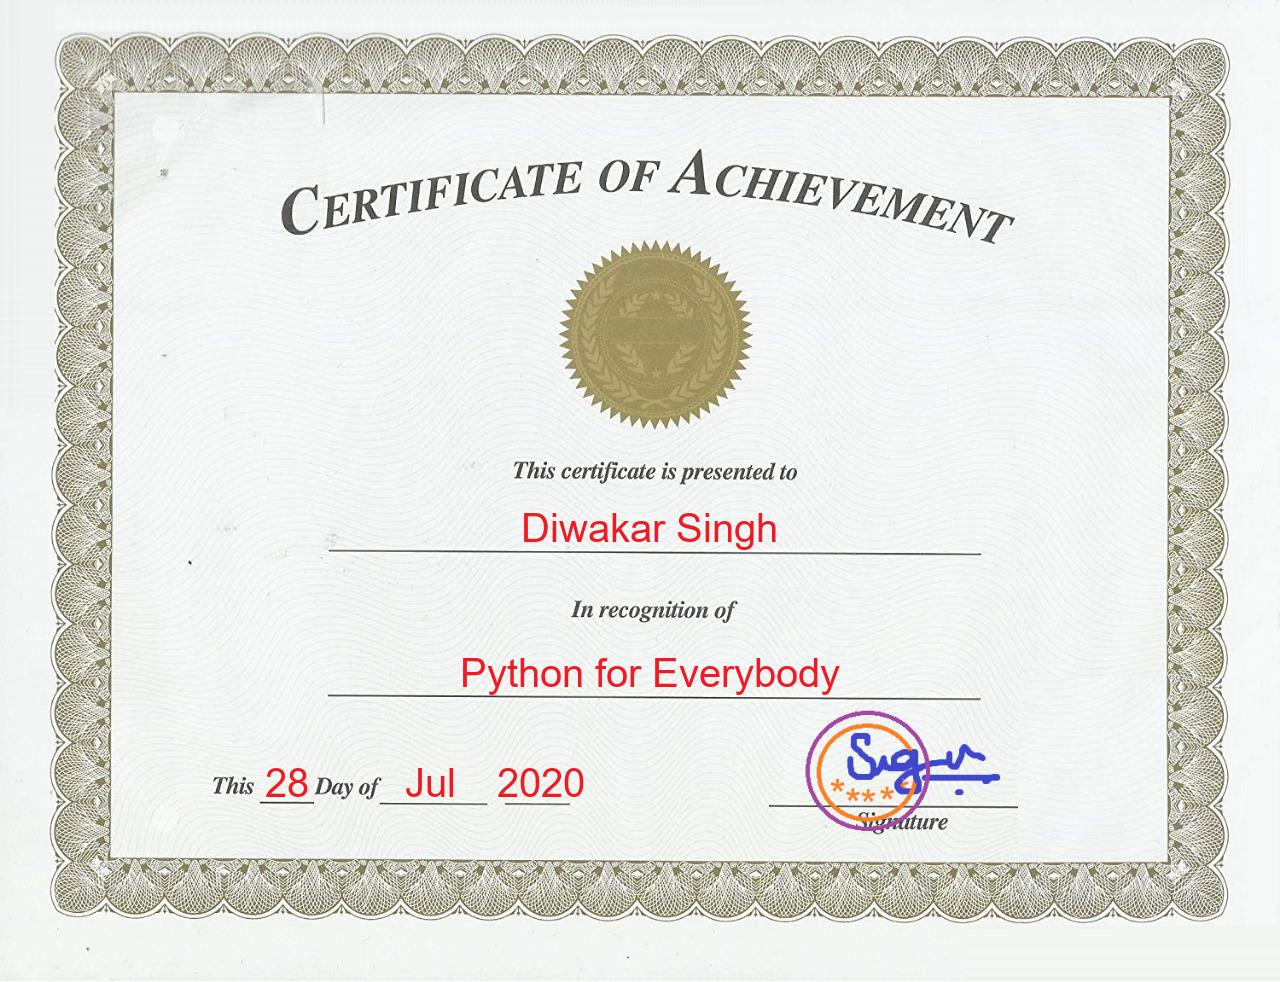 CERTIFICATE OF ACHIEVEMENT
This certificate is presented to
Diwakar Singh
In recognition of
Python for Everybody
This 28 Day of Jul 2020
Sign
****
Signature